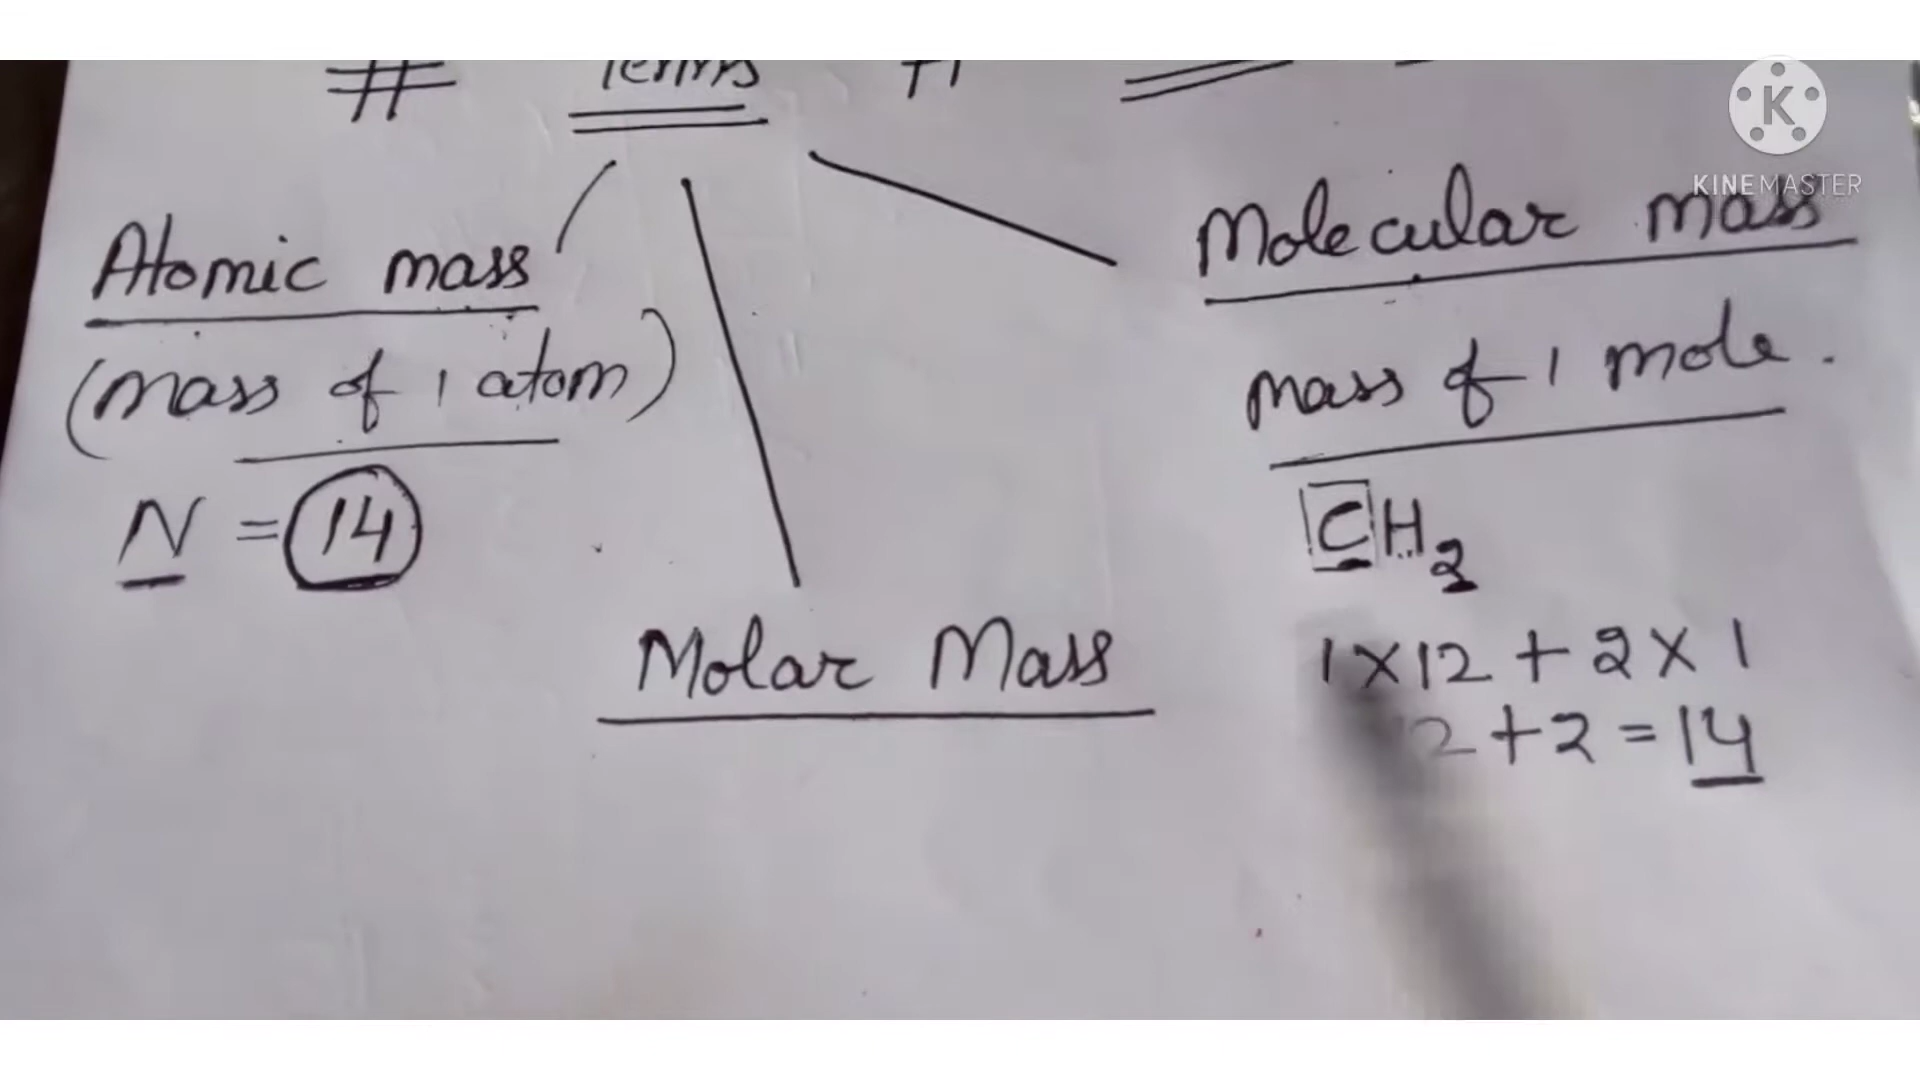 # Terms
K
KINEMASTER
Atomic mass
(mass of 1 atom)
N = 14
Molar Mass
Molecular mass
mass of 1 mole.
CH2
1 x 12 + 2 x 1
2 + 2 = 14